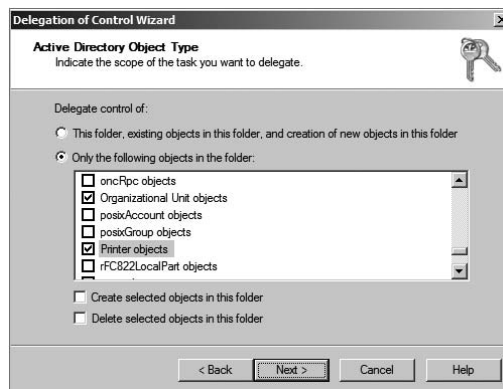 Delegation of Control Wizard
Active Directory Object Type
Indicate the scope of the task you want to delegate.
Delegate control of:
This folder, existing objects in this folder, and creation of new objects in this folder
Only the following objects in the folder:
oncRpc objects
Organizational Unit objects
posixAccount objects
posixGroup objects
Printer objects
rFC822LocalPart objects
Create selected objects in this folder
Delete selected objects in this folder
< Back Next > Cancel Help